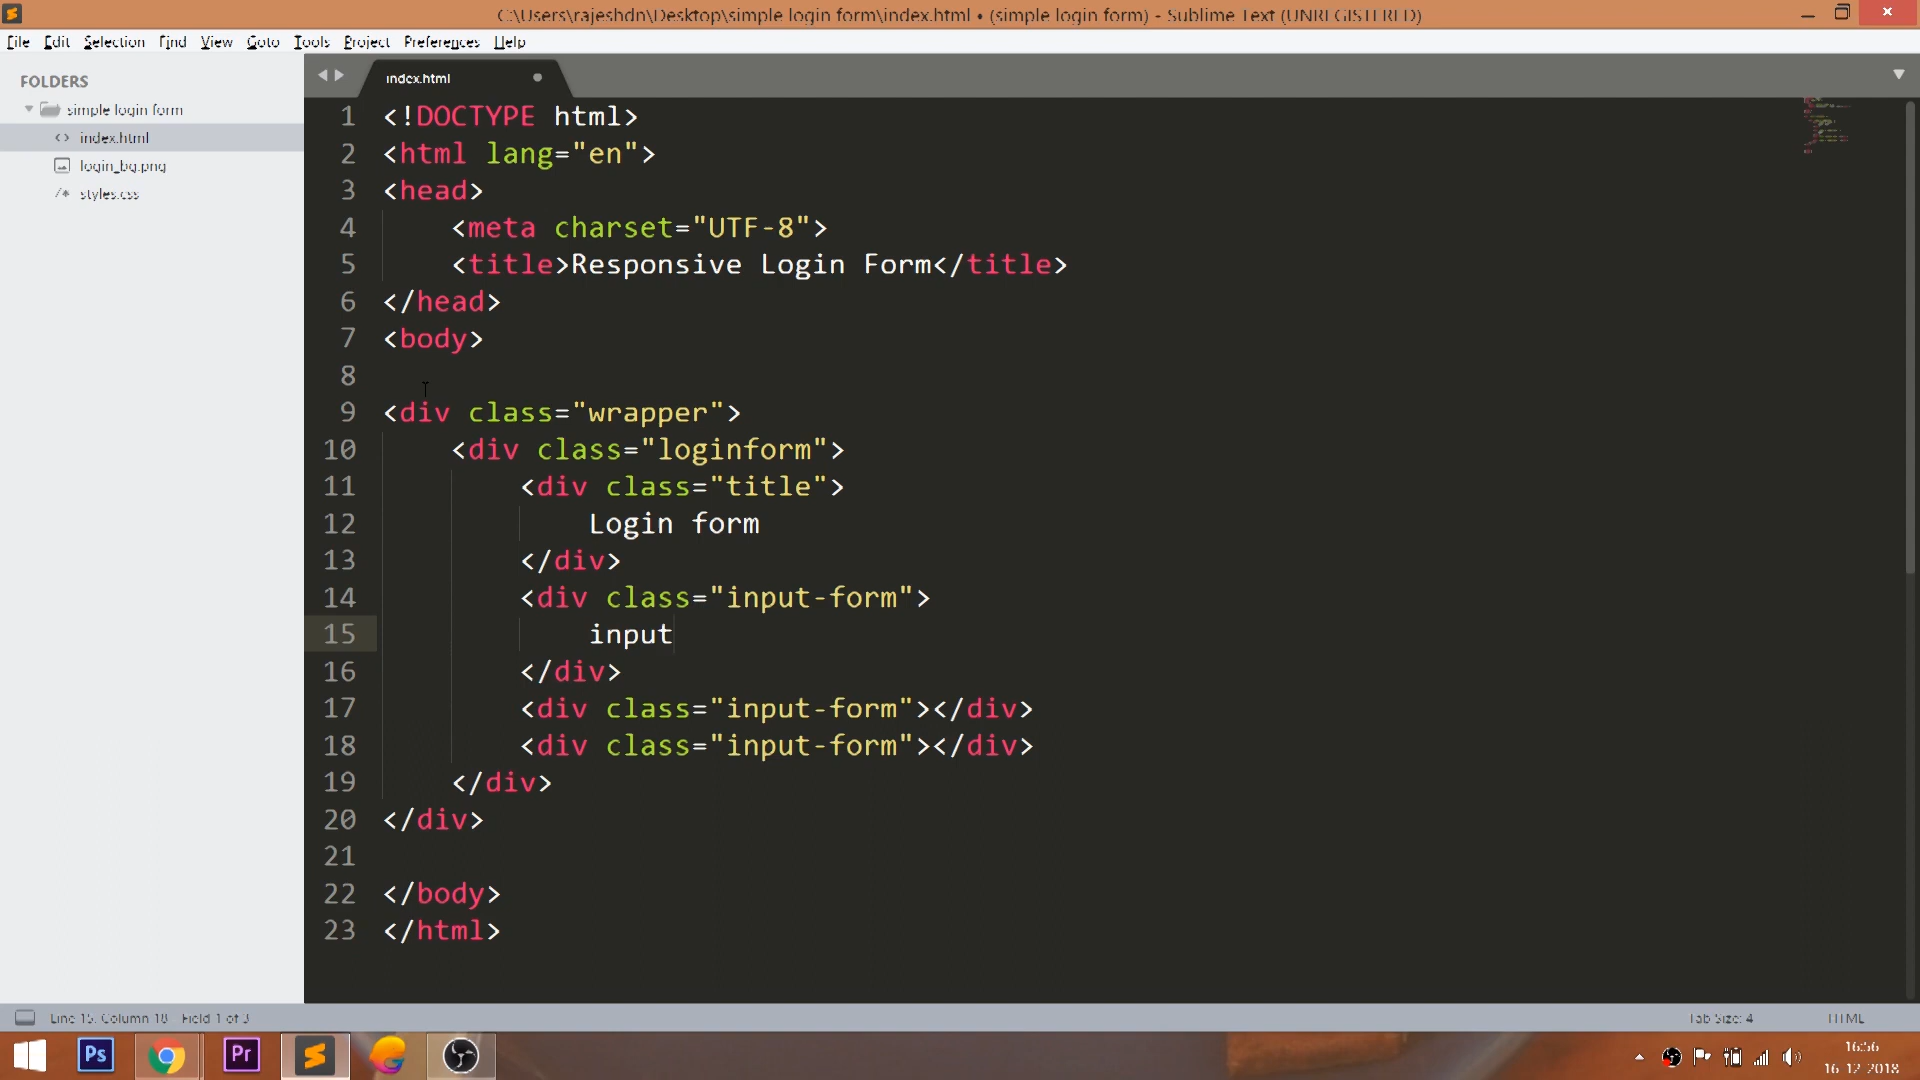 C:\Users\rajeshdn\Desktop\simple login form\index.html • (simple login form) - Sublime Text (UNREGISTERED)
File Edit Selection Find View Goto Tools Project Preferences Help
FOLDERS
simple login form
index.html
login_bg.png
styles.css
index.html
1 <!DOCTYPE html>
2 <html lang="en">
3 <head>
4 <meta charset="UTF-8">
5 <title>Responsive Login Form</title>
6 </head>
7 <body>
8
9 <div class="wrapper">
10 <div class="loginform">
11 <div class="title">
12 Login form
13 </div>
14 <div class="input-form">
15 input
16 </div>
17 <div class="input-form"></div>
18 <div class="input-form"></div>
19 </div>
20 </div>
21
22 </body>
23 </html>
Line 15, Column 18 Field 1 of 3
Tab Size: 4 HTML
Ps Pr
16:56
16-12-2018